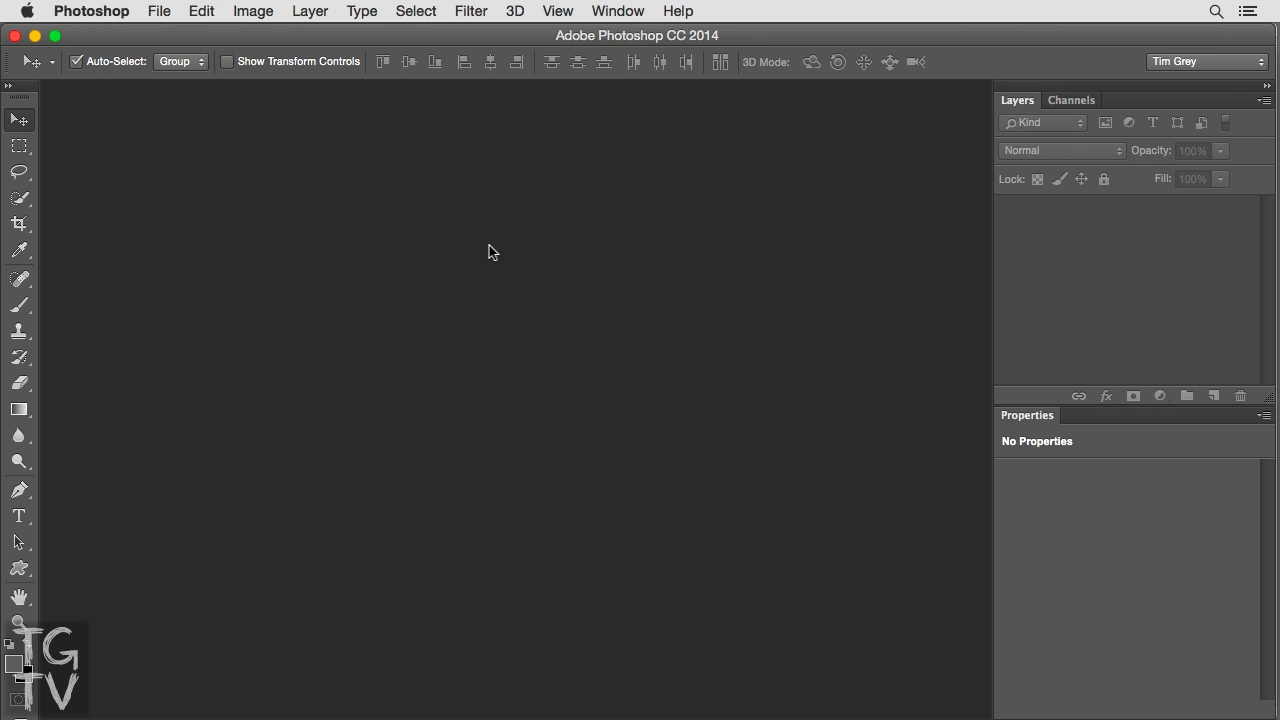 Photoshop File Edit Image Layer Type Select Filter 3D View Window Help
Adobe Photoshop CC 2014
Auto-Select: Group Show Transform Controls 3D Mode: Tim Grey
Layers Channels
Kind
Normal Opacity: 100%
Lock: Fill: 100%
Properties
No Properties
TG
TV